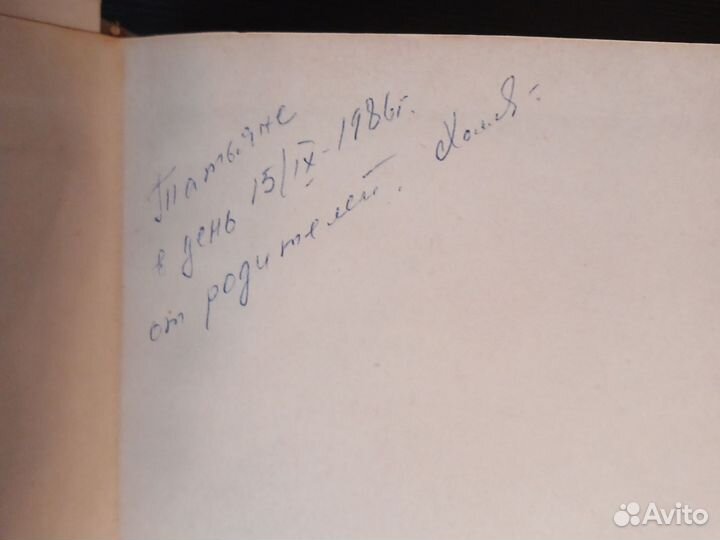 Татьяне
в день 15/IX-1986г.
от родителей.
Avito